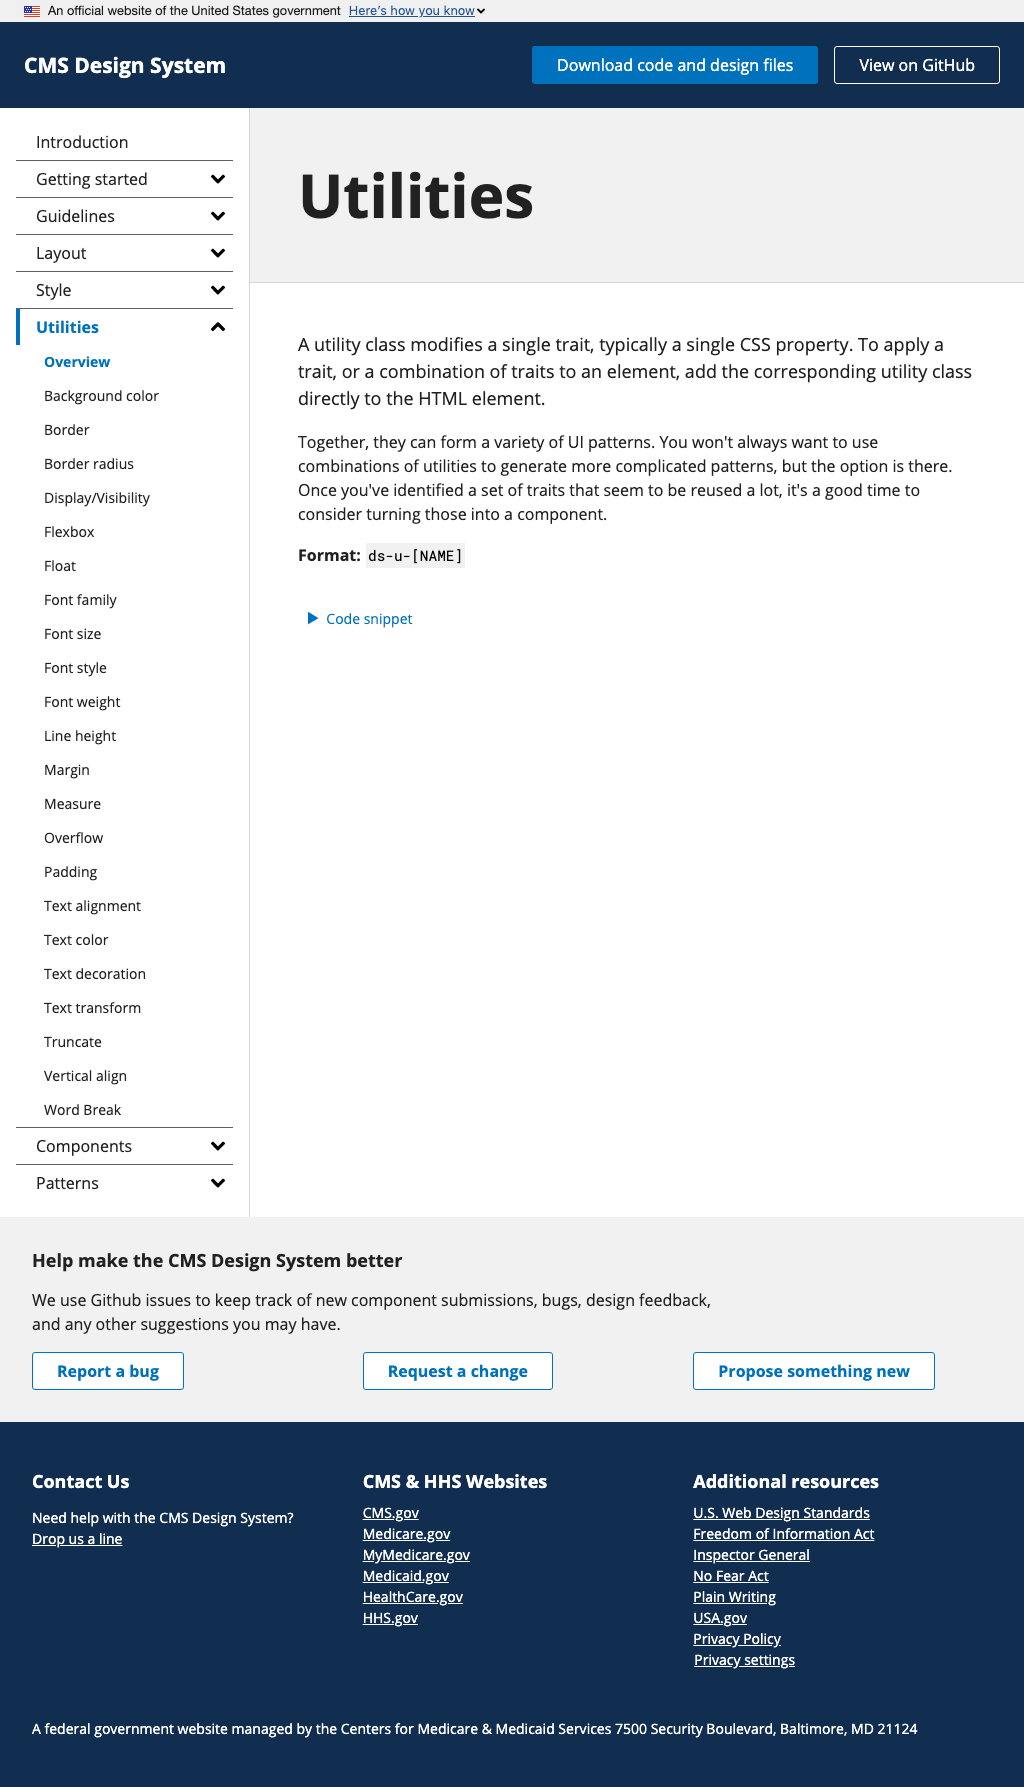 An official website of the United States government Here's how you know
CMS Design System
Download code and design files
View on GitHub
Introduction
Getting started
Guidelines
Layout
Style
Utilities
Overview
Background color
Border
Border radius
Display/Visibility
Flexbox
Float
Font family
Font size
Font style
Font weight
Line height
Margin
Measure
Overflow
Padding
Text alignment
Text color
Text decoration
Text transform
Truncate
Vertical align
Word Break
Components
Patterns
Utilities
A utility class modifies a single trait, typically a single CSS property. To apply a
trait, or a combination of traits to an element, add the corresponding utility class
directly to the HTML element.
Together, they can form a variety of UI patterns. You won't always want to use
combinations of utilities to generate more complicated patterns, but the option is there.
Once you've identified a set of traits that seem to be reused a lot, it's a good time to
consider turning those into a component.
Format: ds-u-[NAME]
Code snippet
Help make the CMS Design System better
We use Github issues to keep track of new component submissions, bugs, design feedback,
and any other suggestions you may have.
Report a bug
Request a change
Propose something new
Contact Us
Need help with the CMS Design System?
Drop us a line
CMS & HHS Websites
CMS.gov
Medicare.gov
MyMedicare.gov
Medicaid.gov
HealthCare.gov
HHS.gov
Additional resources
U.S. Web Design Standards
Freedom of Information Act
Inspector General
No Fear Act
Plain Writing
USA.gov
Privacy Policy
Privacy settings
A federal government website managed by the Centers for Medicare & Medicaid Services 7500 Security Boulevard, Baltimore, MD 21124